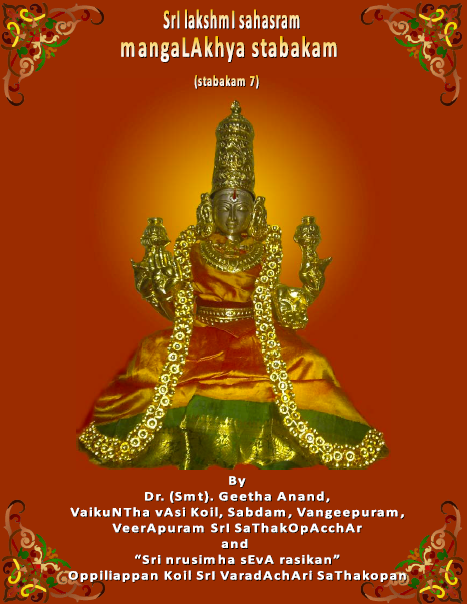 SrI lakshmI sahasram
mangaLAkhya stabakam
(stabakam 7)
By
Dr. (Smt). Geetha Anand,
VaikuNTha vAsi Koil, Sabdam, Vangeepuram,
VeerApuram SrI SaThakOpAcchAr
and
“Sri nrusimha sEvA rasikan”
Oppiliappan Koil SrI VaradAchArI SaThakopan